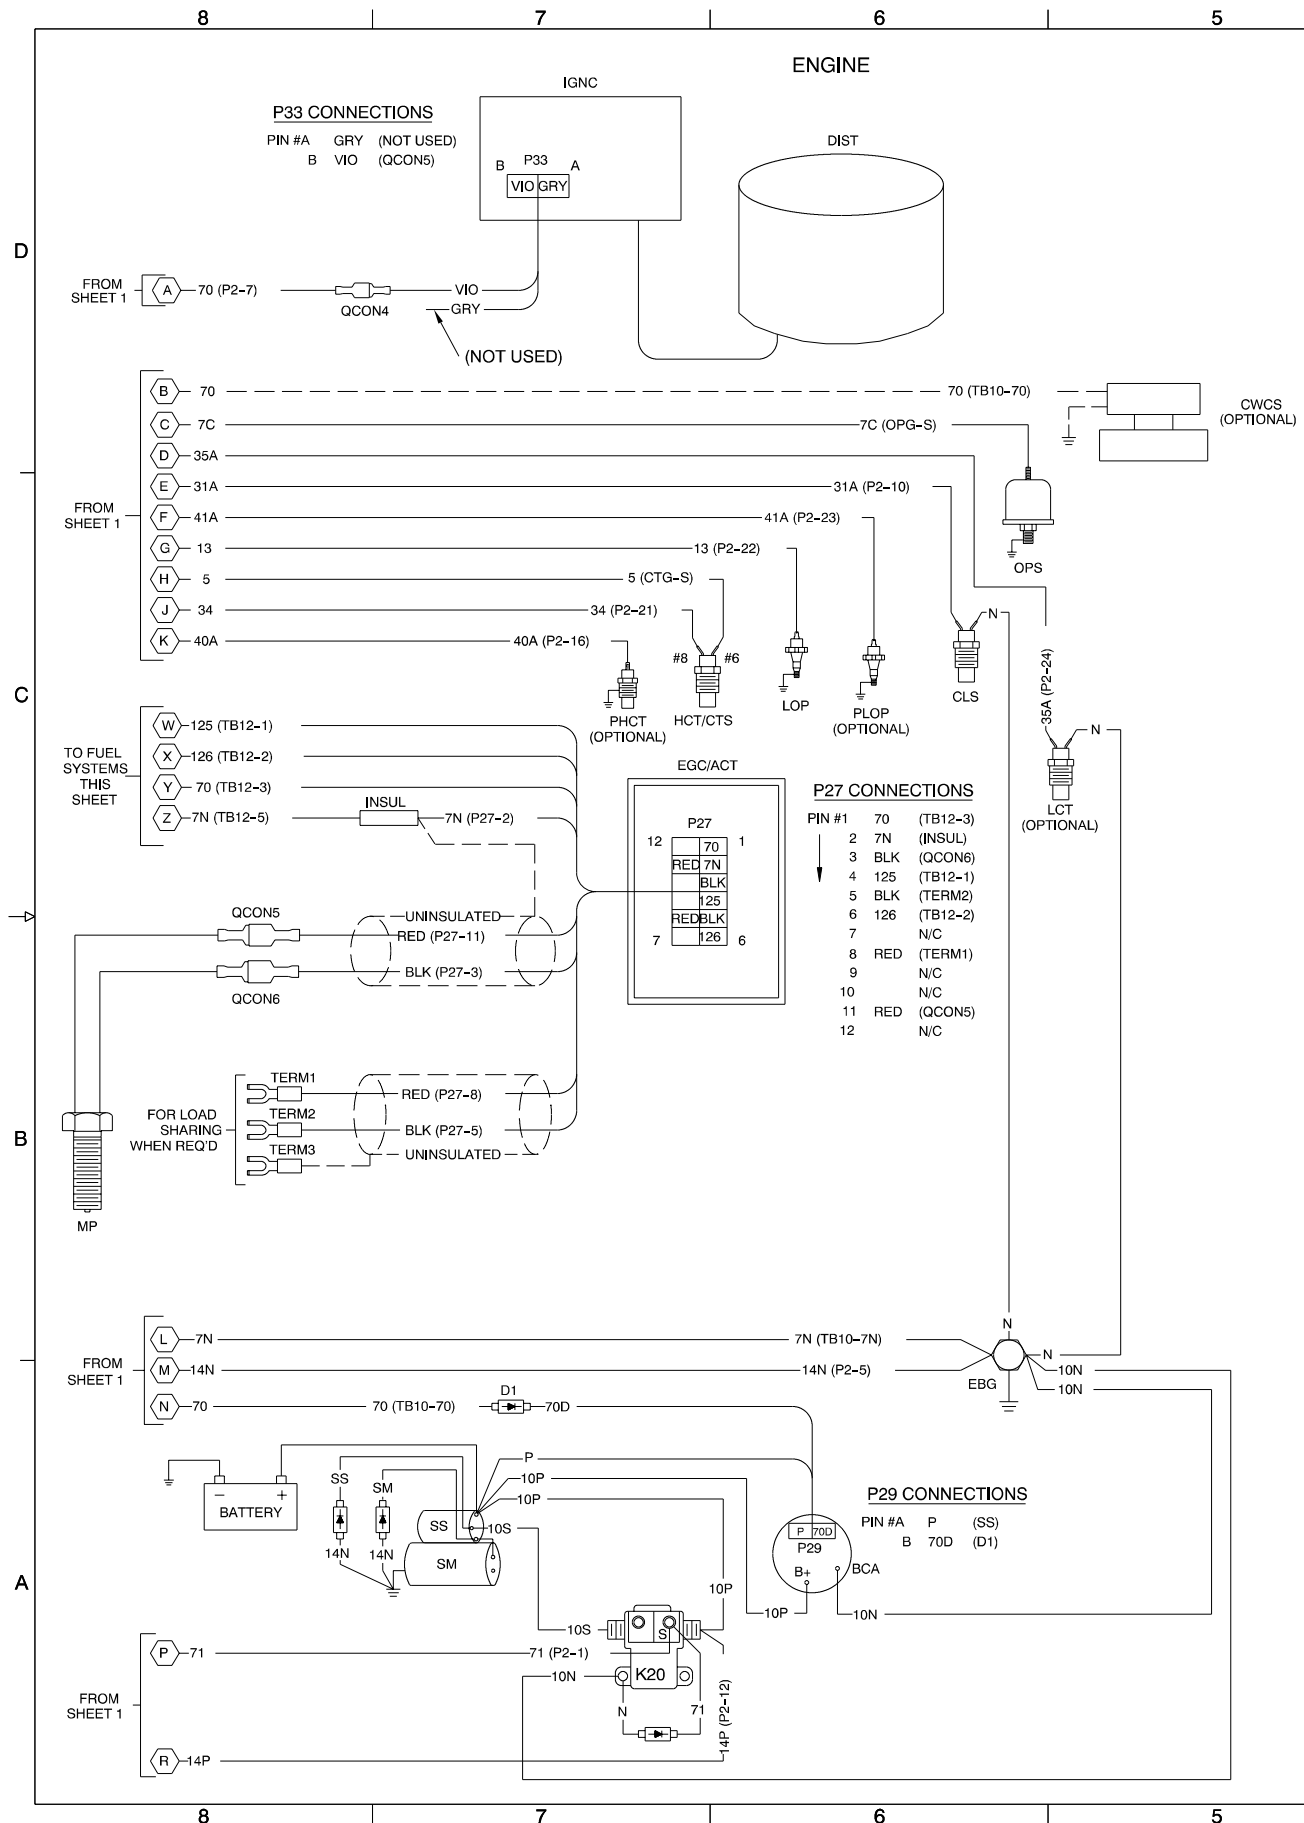 8 7 6 5
ENGINE
IGNC
P33 CONNECTIONS
PIN #A GRY (NOT USED)
B VIO (QCON5)
B P33 A
VIO GRY
DIST
D
FROM
SHEET 1
A 70 (P2-7)
QCON4
VIO
GRY
(NOT USED)
B 70
70 (TB10-70)
CWCS
(OPTIONAL)
C 7C
7C (OPG-S)
D 35A
E 31A
31A (P2-10)
FROM
SHEET 1
F 41A
41A (P2-23)
G 13
13 (P2-22)
OPS
H 5
5 (CTG-S)
J 34
34 (P2-21)
N
K 40A
40A (P2-16)
#8 #6
35A (P2-24)
C
CLS
LOP
PHCT
(OPTIONAL)
HCT/CTS
PLOP
(OPTIONAL)
N
W 125 (TB12-1)
TO FUEL
SYSTEMS
THIS
SHEET
X 126 (TB12-2)
Y 70 (TB12-3)
Z 7N (TB12-5)
INSUL
7N (P27-2)
EGC/ACT
LCT
(OPTIONAL)
P27
12 70 1
RED 7N
BLK
125
RED BLK
7 126 6
P27 CONNECTIONS
PIN #1 70 (TB12-3)
2 7N (INSUL)
3 BLK (QCON6)
4 125 (TB12-1)
5 BLK (TERM2)
6 126 (TB12-2)
7 N/C
8 RED (TERM1)
9 N/C
10 N/C
11 RED (QCON5)
12 N/C
QCON5
UNINSULATED
RED (P27-11)
BLK (P27-3)
QCON6
TERM1
RED (P27-8)
FOR LOAD
SHARING
WHEN REQ'D
TERM2
BLK (P27-5)
TERM3
UNINSULATED
B
MP
N
L 7N
7N (TB10-7N)
N
FROM
SHEET 1
M 14N
14N (P2-5)
10N
EBG
10N
N 70
70 (TB10-70)
D1
70D
P
10P
10P
SS
SM
BATTERY
- +
SS
10S
SM
14N
14N
P29 CONNECTIONS
PIN #A P (SS)
B 70D (D1)
P 70D
P29
B+
BCA
A
10P
10P
10N
10S
S
P 71
71 (P2-1)
10N
K20
FROM
SHEET 1
N
71
14P (P2-12)
R 14P
8 7 6 5